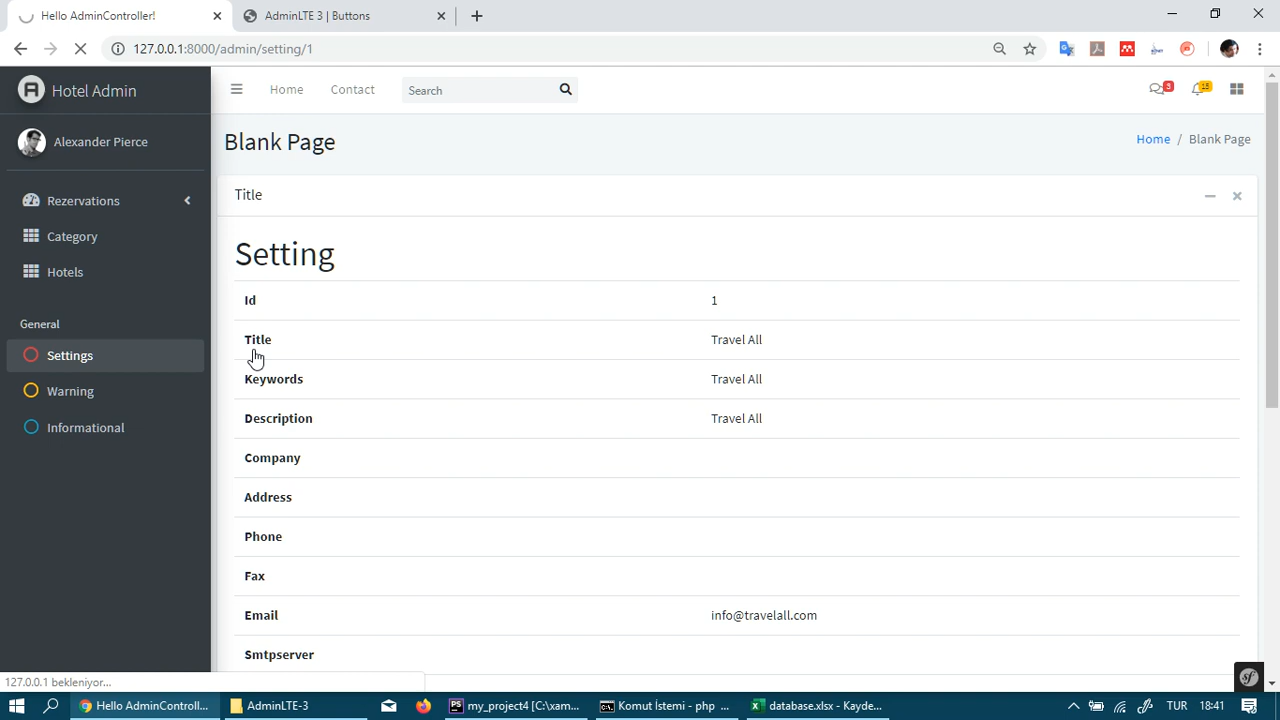 Hello AdminController!
AdminLTE 3 | Buttons
127.0.0.1:8000/admin/setting/1
Hotel Admin
Home
Contact
Search
3
15
Alexander Pierce
Blank Page
Home / Blank Page
Rezervations
Category
Hotels
General
Settings
Warning
Informational
Title
Setting
Id 1
Title Travel All
Keywords Travel All
Description Travel All
Company
Address
Phone
Fax
Email info@travelall.com
Smtpserver
127.0.0.1 bekleniyor...
sf
Hello AdminControll...
AdminLTE-3
my_project4 [C:\xam...
Komut İstemi - php ...
database.xlsx - Kayde...
TUR
18:41